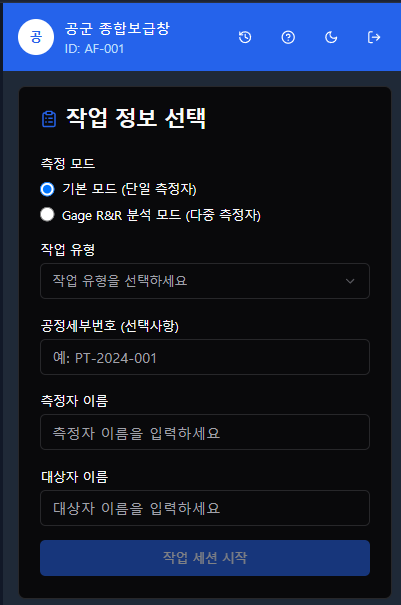 공
공군 종합보급창
ID: AF-001
작업 정보 선택
측정 모드
기본 모드 (단일 측정자)
Gage R&R 분석 모드 (다중 측정자)
작업 유형
작업 유형을 선택하세요
공정세부번호 (선택사항)
예: PT-2024-001
측정자 이름
측정자 이름을 입력하세요
대상자 이름
대상자 이름을 입력하세요
작업 세션 시작